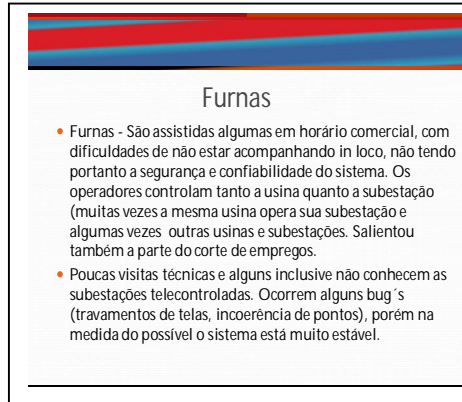 Furnas
• Furnas - São assistidas algumas em horário comercial, com
dificuldades de não estar acompanhando in loco, não tendo
portanto a segurança e confiabilidade do sistema. Os
operadores controlam tanto a usina quanto a subestação
(muitas vezes a mesma usina opera sua subestação e
algumas vezes outras usinas e subestações. Salientou
também a parte do corte de empregos.
• Poucas visitas técnicas e alguns inclusive não conhecem as
subestações telecontroladas. Ocorrem alguns bug´s
(travamentos de telas, incoerência de pontos), porém na
medida do possível o sistema está muito estável.